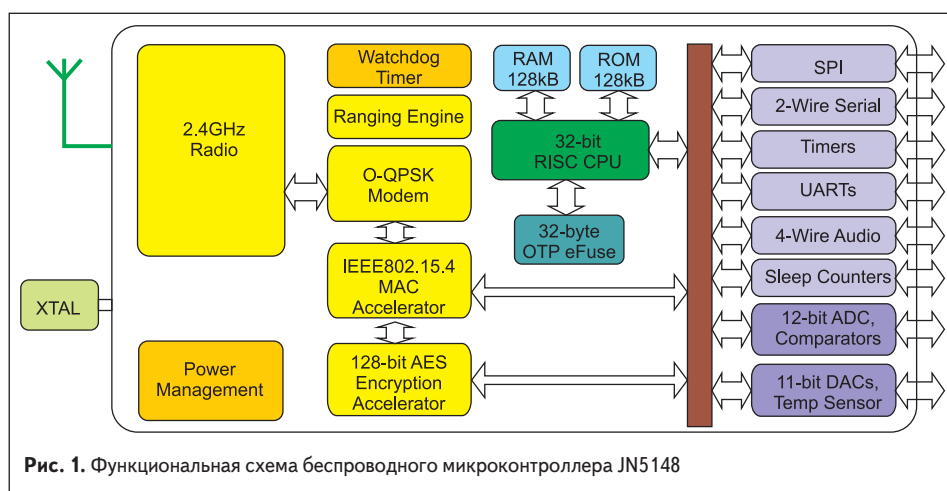 2.4GHz
Radio
Watchdog
Timer
Ranging Engine
O-QPSK
Modem
IEEE802.15.4
MAC
Accelerator
128-bit AES
Encryption
Accelerator
XTAL
Power
Management
RAM
128kB
ROM
128kB
32-bit
RISC CPU
32-byte
OTP eFuse
SPI
2-Wire Serial
Timers
UARTs
4-Wire Audio
Sleep Counters
12-bit ADC,
Comparators
11-bit DACs,
Temp Sensor
Рис. 1. Функциональная схема беспроводного микроконтроллера JN5148